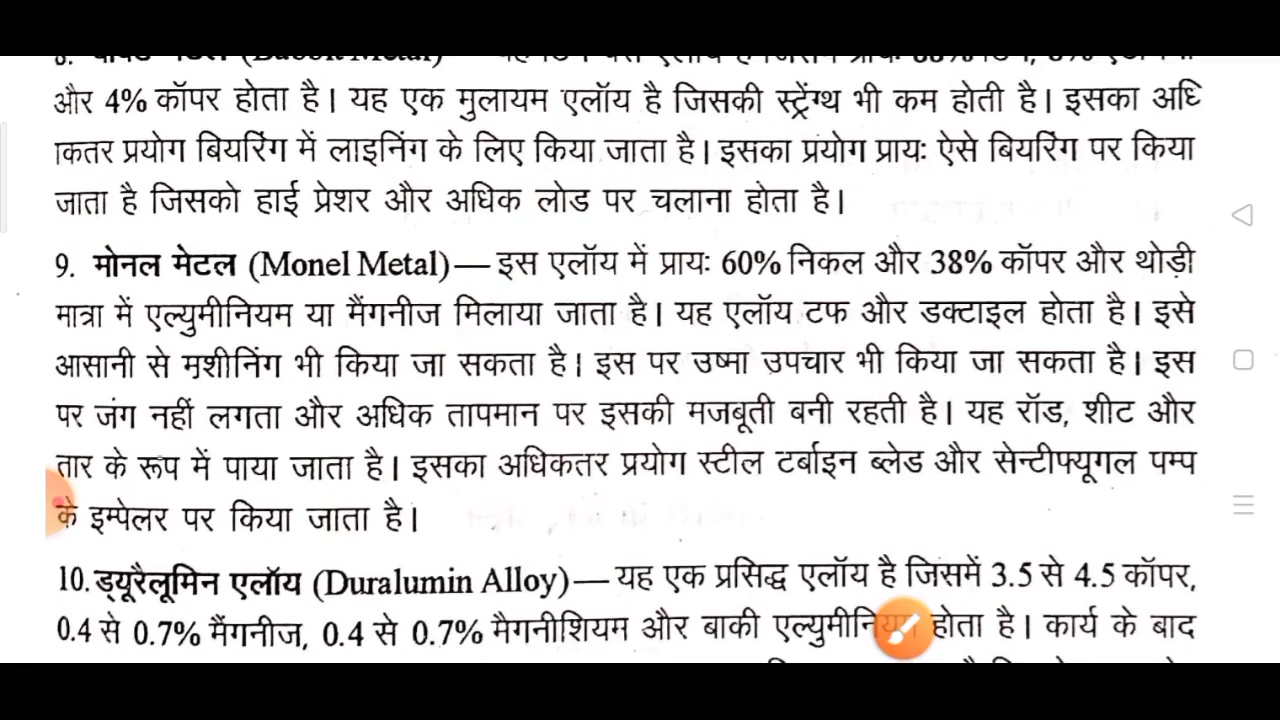 और 4% कॉपर होता है। यह एक मुलायम एलॉय है जिसकी स्ट्रेंग्थ भी कम होती है। इसका अधि
कतर प्रयोग बियरिंग में लाइनिंग के लिए किया जाता है। इसका प्रयोग प्रायः ऐसे बियरिंग पर किया
जाता है जिसको हाई प्रेशर और अधिक लोड पर चलाना होता है।
9. मोनल मेटल (Monel Metal)— इस एलॉय में प्रायः 60% निकल और 38% कॉपर और थोड़ी
मात्रा में एल्युमीनियम या मैंगनीज मिलाया जाता है। यह एलॉय टफ और डक्टाइल होता है। इसे
आसानी से मशीनिंग भी किया जा सकता है। इस पर उष्मा उपचार भी किया जा सकता है। इस
पर जंग नहीं लगता और अधिक तापमान पर इसकी मजबूती बनी रहती है। यह रॉड, शीट और
तार के रूप में पाया जाता है। इसका अधिकतर प्रयोग स्टील टर्बाइन ब्लेड और सेन्टीफ्यूगल पम्प
के इम्पेलर पर किया जाता है।
10. ड्यूरैलूमिन एलॉय (Duralumin Alloy)— यह एक प्रसिद्ध एलॉय है जिसमें 3.5 से 4.5 कॉपर,
0.4 से 0.7% मैंगनीज, 0.4 से 0.7% मैगनीशियम और बाकी एल्युमीनियम होता है। कार्य के बाद